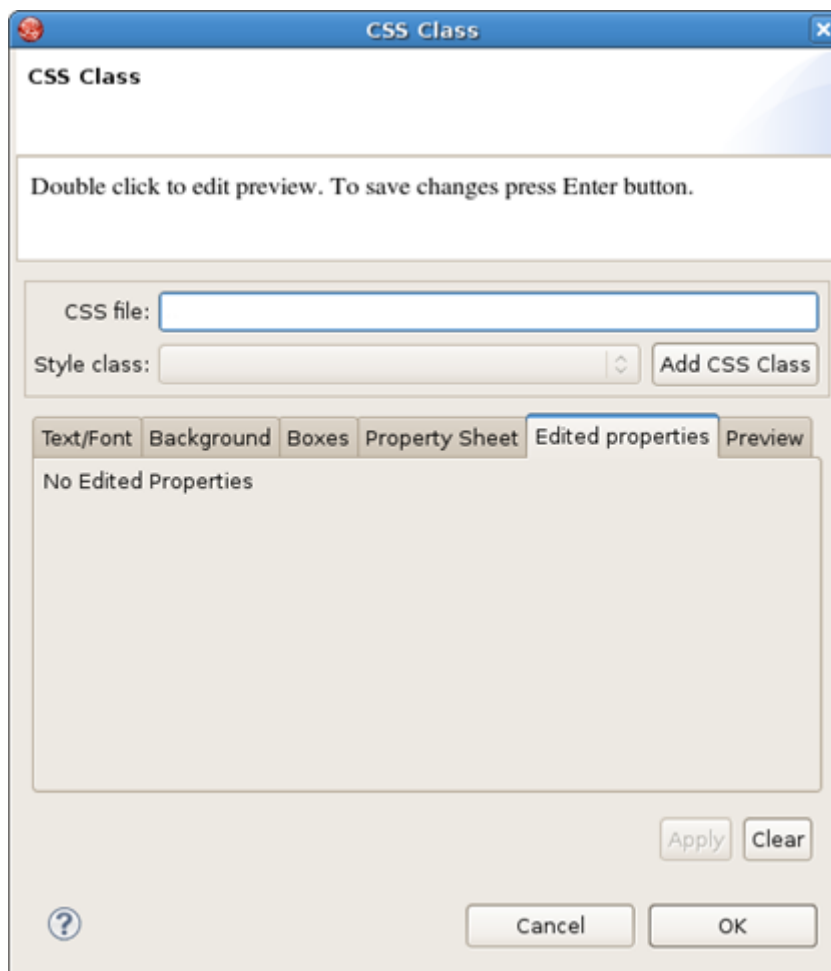 CSS Class
CSS Class
Double click to edit preview. To save changes press Enter button.
CSS file:
Style class: Add CSS Class
Text/Font Background Boxes Property Sheet Edited properties Preview
No Edited Properties
Apply Clear
? Cancel OK